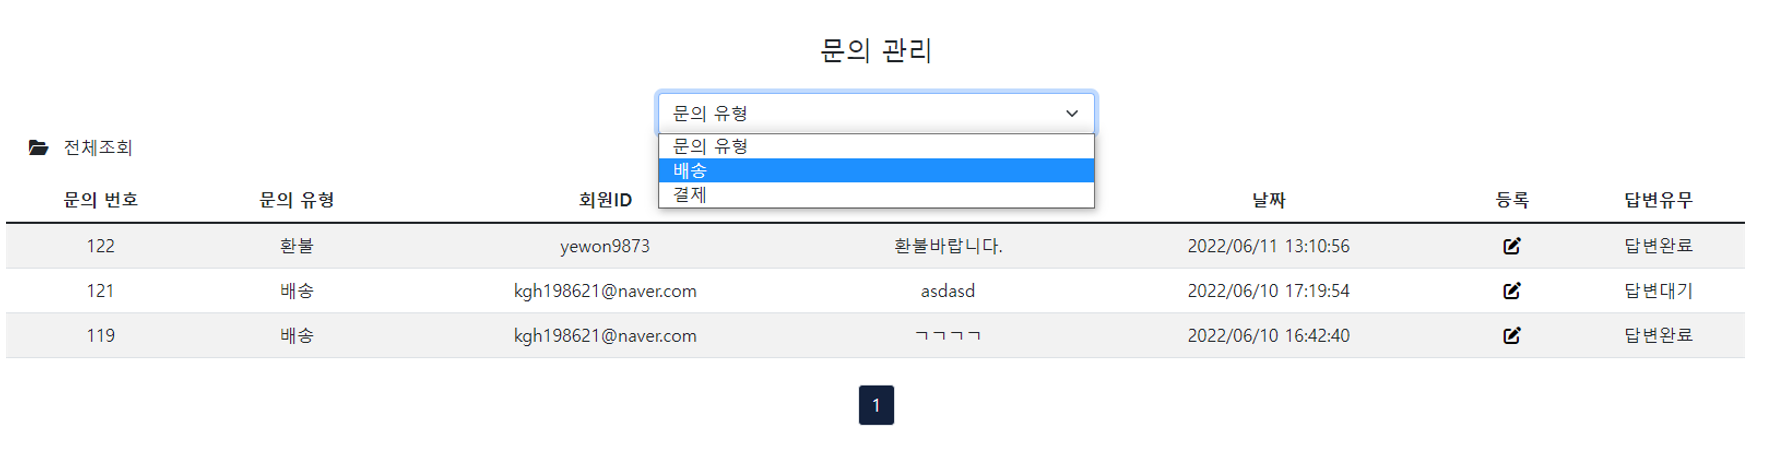 문의 관리
문의 유형
문의 유형
배송
결제
전체조회
문의 번호 문의 유형 회원ID 날짜 등록 답변유무
122 환불 yewon9873 환불바랍니다. 2022/06/11 13:10:56 답변완료
121 배송 kgh198621@naver.com asdasd 2022/06/10 17:19:54 답변대기
119 배송 kgh198621@naver.com ㄱㄱㄱㄱ 2022/06/10 16:42:40 답변완료
1